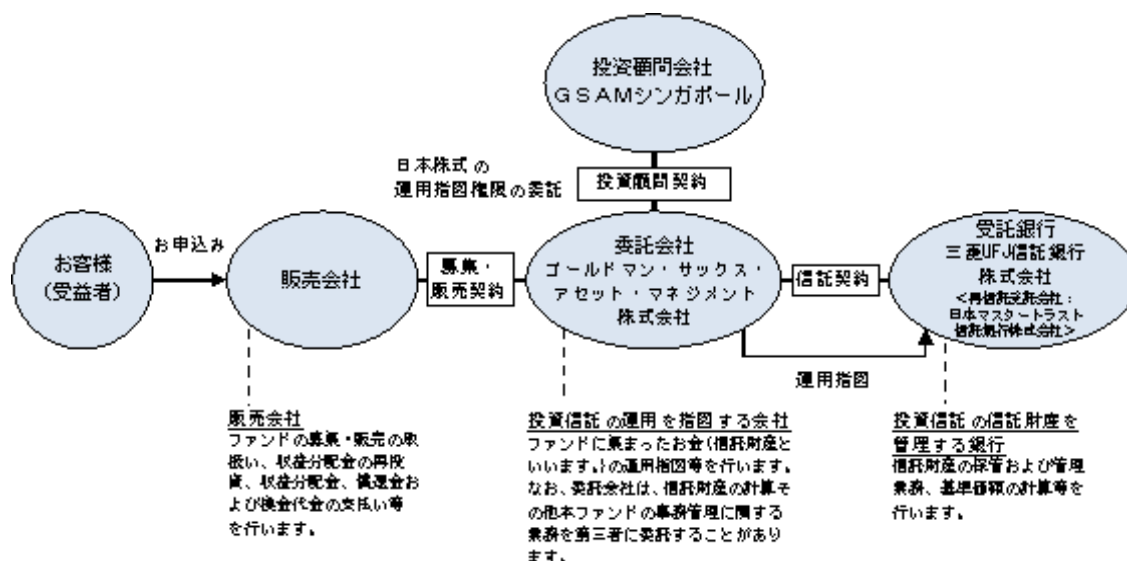 投資顧問会社
GSAMシンガポール
日本株式の
運用指図権限の委託
投資顧問契約
お客様
(受益者)
お申込み
販売会社
募集・
販売契約
委託会社
ゴールドマン・サックス・
アセット・マネジメント
株式会社
信託契約
受託銀行
三菱UFJ信託銀行
株式会社
<再信託受託会社:
日本マスタートラスト
信託銀行株式会社>
運用指図
販売会社
ファンドの募集・販売の取
扱い、収益分配金の再投
資、収益分配金、償還金お
よび換金代金の支払い等
を行います。
投資信託の運用を指図する会社
ファンドに集まったお金(信託財産と
いいます。)の運用指図等を行います。
なお、委託会社は、信託財産の計算そ
の他本ファンドの事務管理に関する
業務を第三者に委託することがあり
ます。
投資信託の信託財産を
管理する銀行
信託財産の保管および管理
業務、基準価額の計算等を
行います。